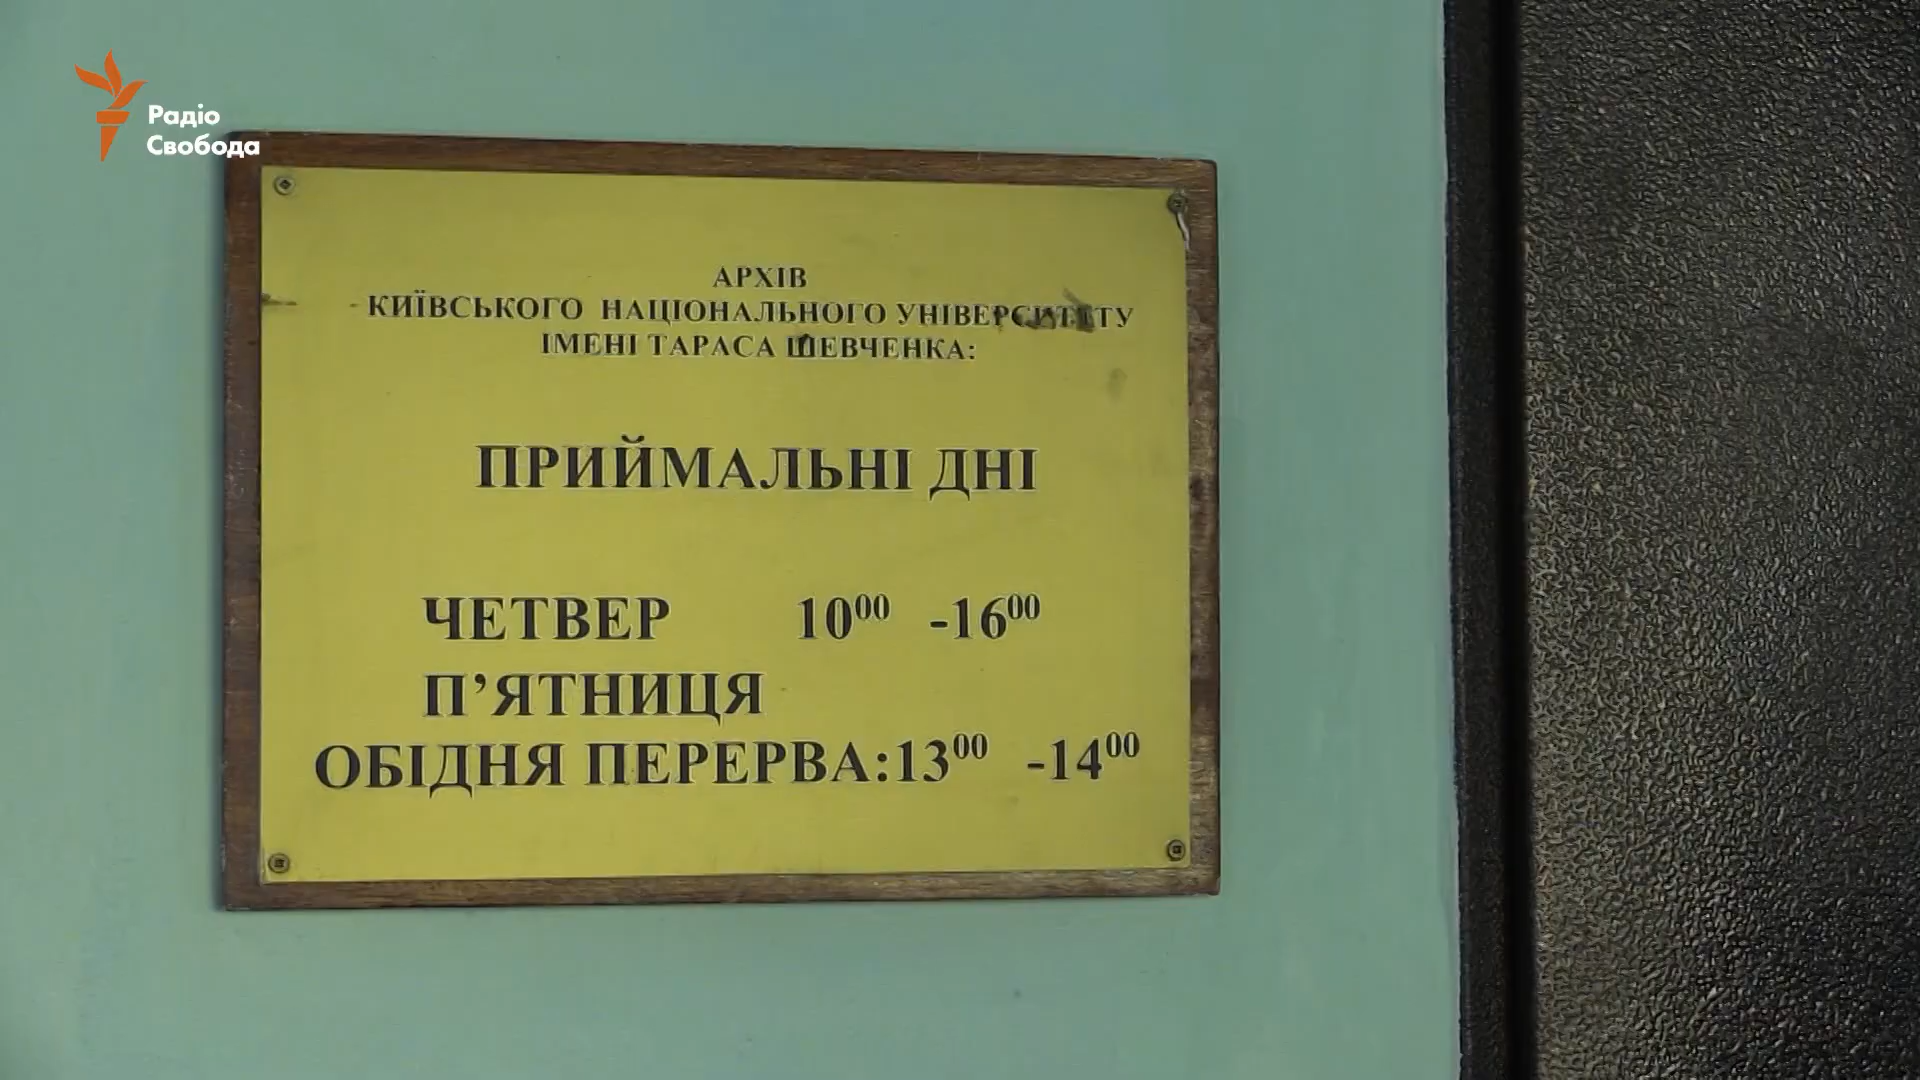 Радіо
Свобода
АРХІВ
КИЇВСЬКОГО НАЦІОНАЛЬНОГО УНІВЕРСИТЕТУ
ІМЕНІ ТАРАСА ШЕВЧЕНКА:
ПРИЙМАЛЬНІ ДНІ
ЧЕТВЕР 10⁰⁰ -16⁰⁰
П’ЯТНИЦЯ
ОБІДНЯ ПЕРЕРВА:13⁰⁰ -14⁰⁰